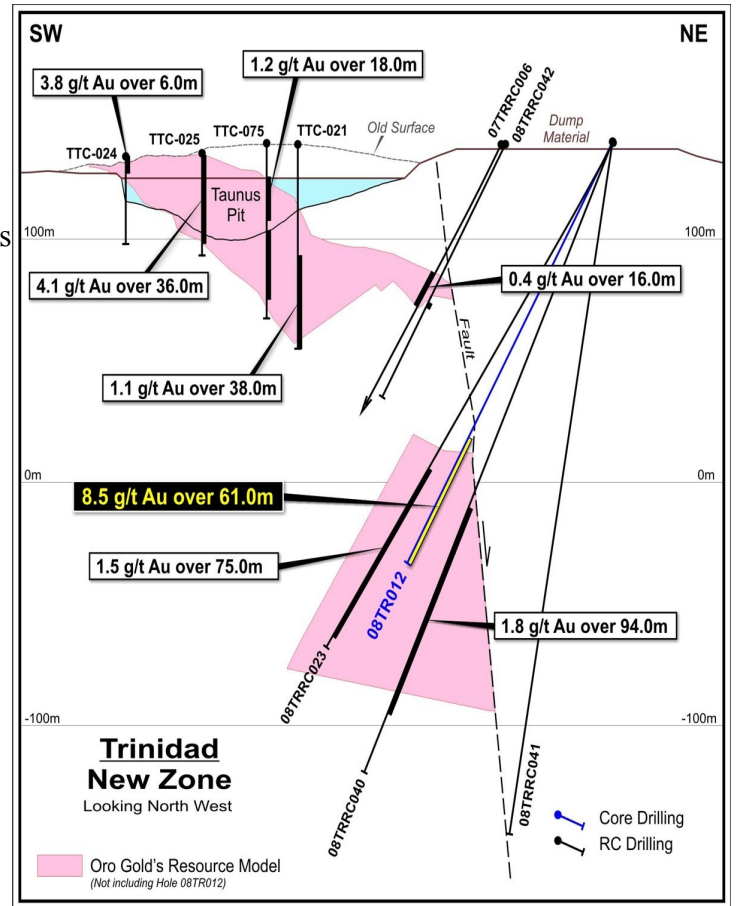 SW
NE
3.8 g/t Au over 6.0m
1.2 g/t Au over 18.0m
TTC-024
TTC-025
TTC-075
TTC-021
Old Surface
07TRRC006
08TRRC042
Dump
Material
Taunus
Pit
s
100m
100m
4.1 g/t Au over 36.0m
0.4 g/t Au over 16.0m
Fault
1.1 g/t Au over 38.0m
0m
0m
8.5 g/t Au over 61.0m
1.5 g/t Au over 75.0m
08TR012
1.8 g/t Au over 94.0m
08TRRC023
-100m
-100m
08TRRC040
08TRRC041
Trinidad
New Zone
Looking North West
Core Drilling
RC Drilling
Oro Gold's Resource Model
(Not including Hole 08TR012)